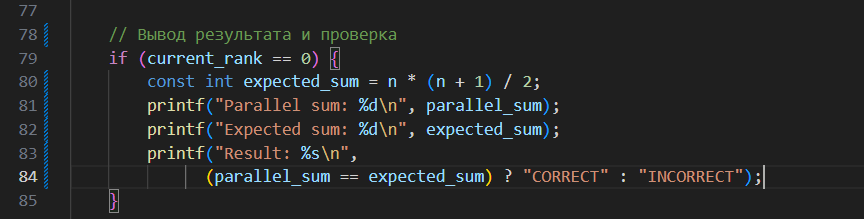 77
78 // Вывод результата и проверка
79 if (current_rank == 0) {
80 const int expected_sum = n * (n + 1) / 2;
81 printf("Parallel sum: %d\n", parallel_sum);
82 printf("Expected sum: %d\n", expected_sum);
83 printf("Result: %s\n",
84 (parallel_sum == expected_sum) ? "CORRECT" : "INCORRECT");
85 }